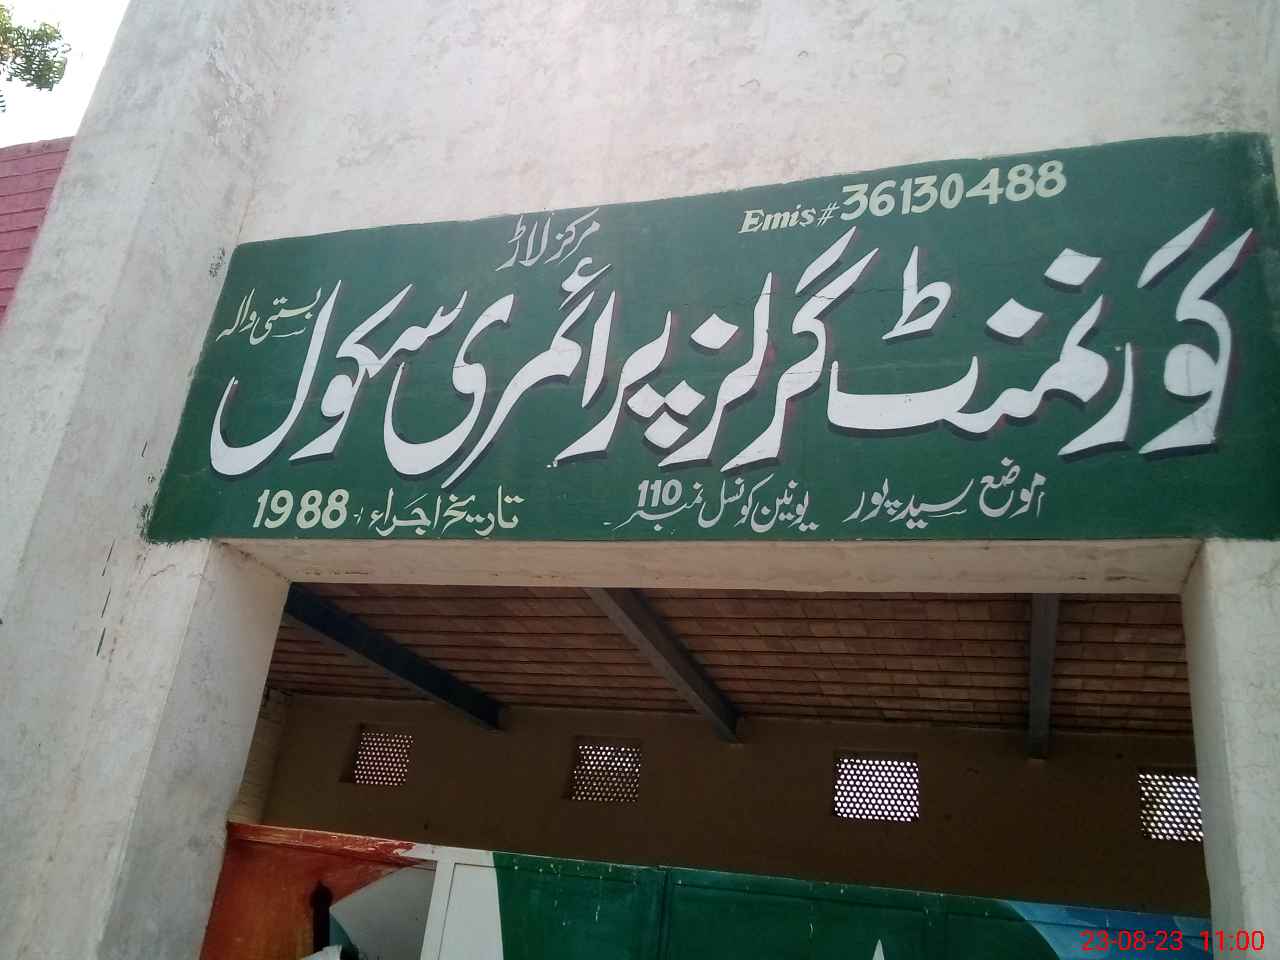 Emis# 36130488
مرکز لاڑ
گورنمنٹ گرلز پرائمری سکول
بستی والہ
موضع سید پور یونین کونسل نمبر 110
تاریخ اجراء 1988
23-08-23 11:00